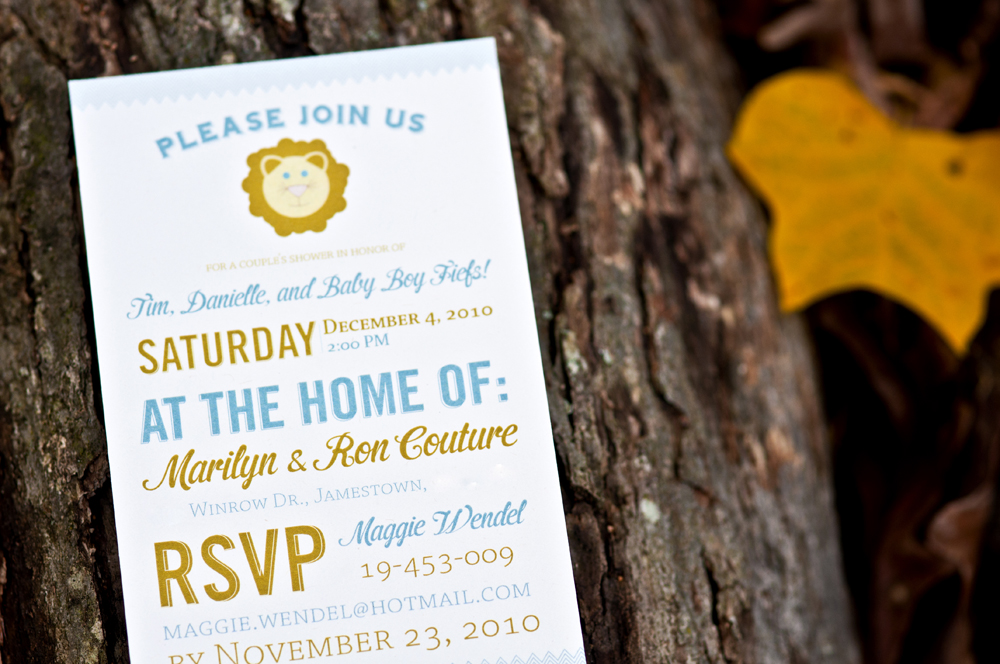 PLEASE JOIN US
FOR A COUPLE'S SHOWER IN HONOR OF
Tim, Danielle, and Baby Boy Fiefs!
SATURDAY December 4, 2010
2:00 PM
AT THE HOME OF:
Marilyn & Ron Couture
Winrow Dr., Jamestown,
RSVP Maggie Wendel
19-453-009
MAGGIE.WENDEL@HOTMAIL.COM
BY NOVEMBER 23, 2010